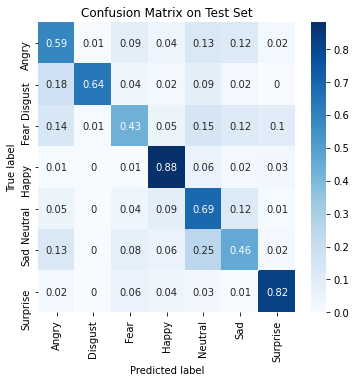 Confusion Matrix on Test Set
Angry 0.59 0.01 0.09 0.04 0.13 0.12 0.02
Disgust 0.18 0.64 0.04 0.02 0.09 0.02 0
Fear 0.14 0.01 0.43 0.05 0.15 0.12 0.1
Happy 0.01 0 0.01 0.88 0.06 0.02 0.03
Neutral 0.05 0 0.04 0.09 0.69 0.12 0.01
Sad 0.13 0 0.08 0.06 0.25 0.46 0.02
Surprise 0.02 0 0.06 0.04 0.03 0.01 0.82
Angry Disgust Fear Happy Neutral Sad Surprise
Predicted label
True label
0.8
0.7
0.6
0.5
0.4
0.3
0.2
0.1
0.0